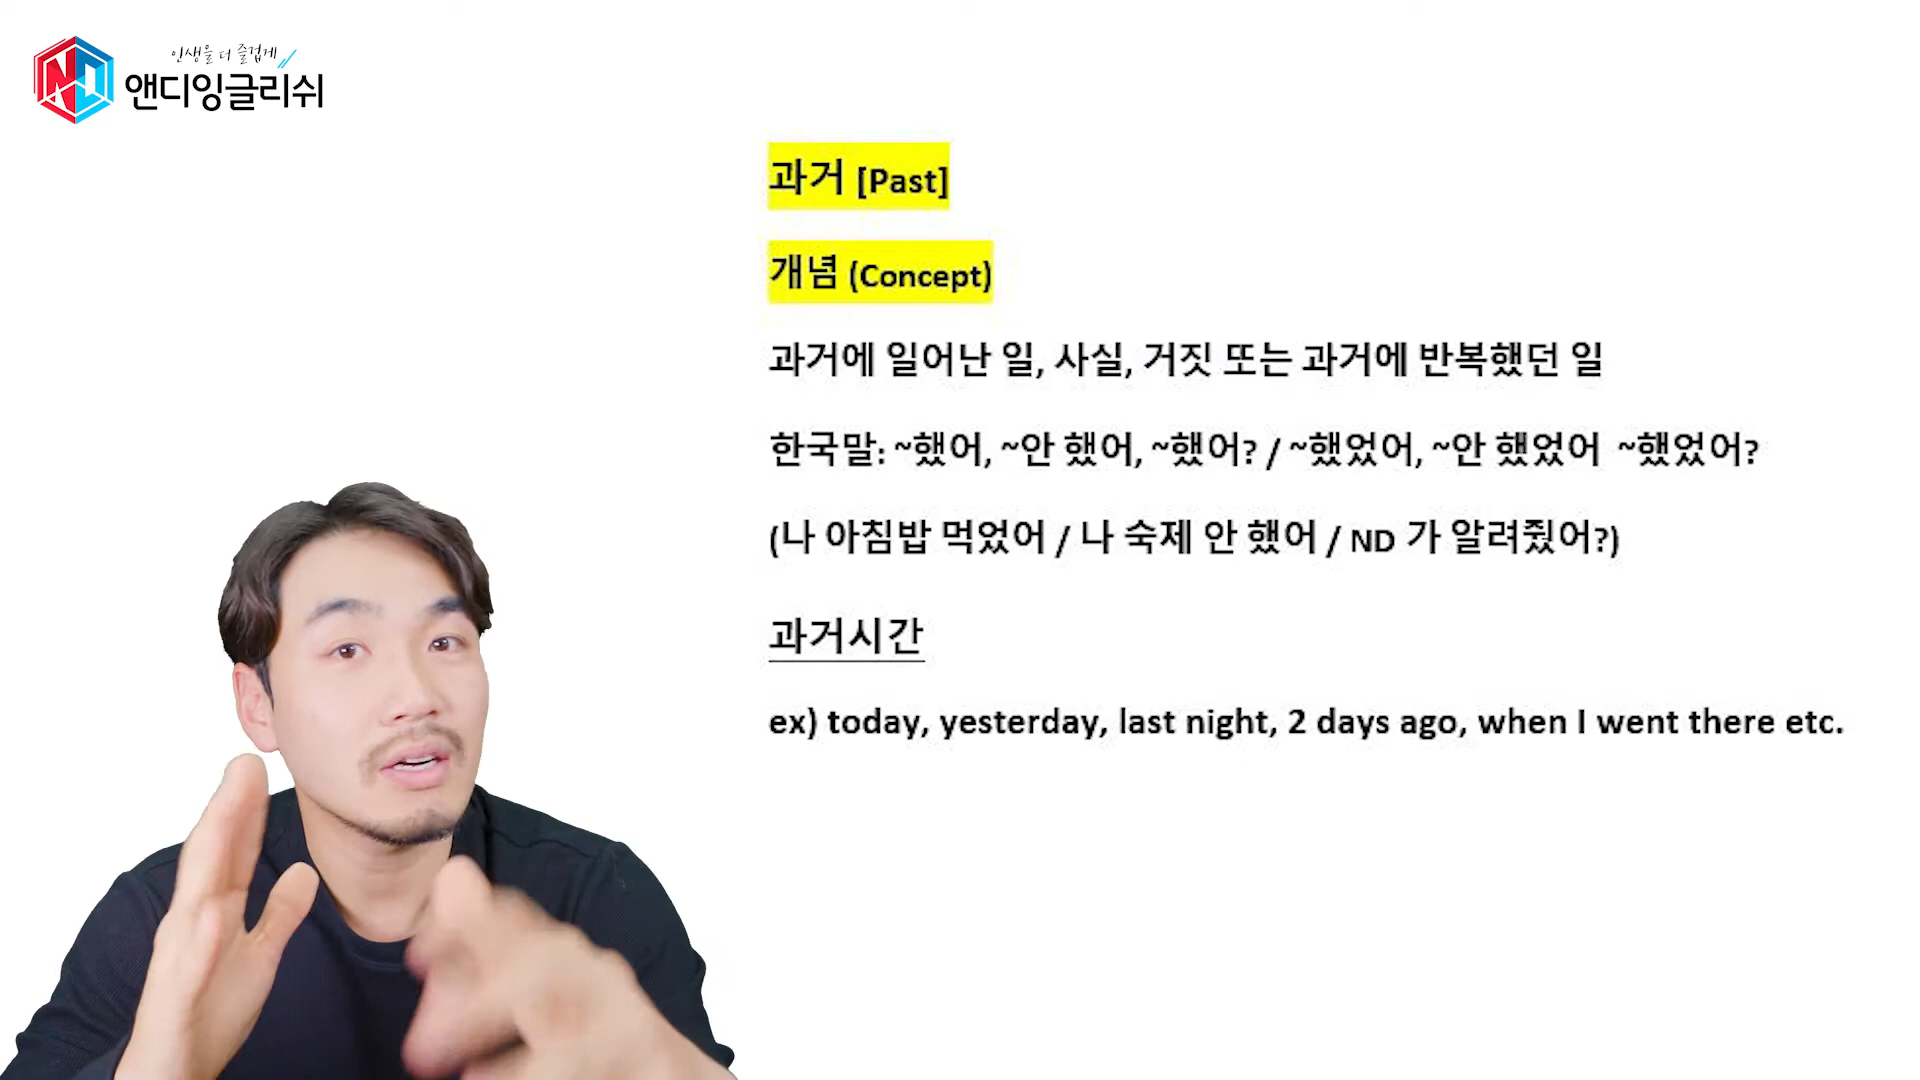 인생을 더 즐겁게
ND
앤디잉글리쉬
과거 [Past]
개념 (Concept)
과거에 일어난 일, 사실, 거짓 또는 과거에 반복했던 일
한국말: ~했어, ~안 했어, ~했어? / ~했었어, ~안 했었어 ~했었어?
(나 아침밥 먹었어 / 나 숙제 안 했어 / ND 가 알려줬어?)
과거시간
ex) today, yesterday, last night, 2 days ago, when I went there etc.